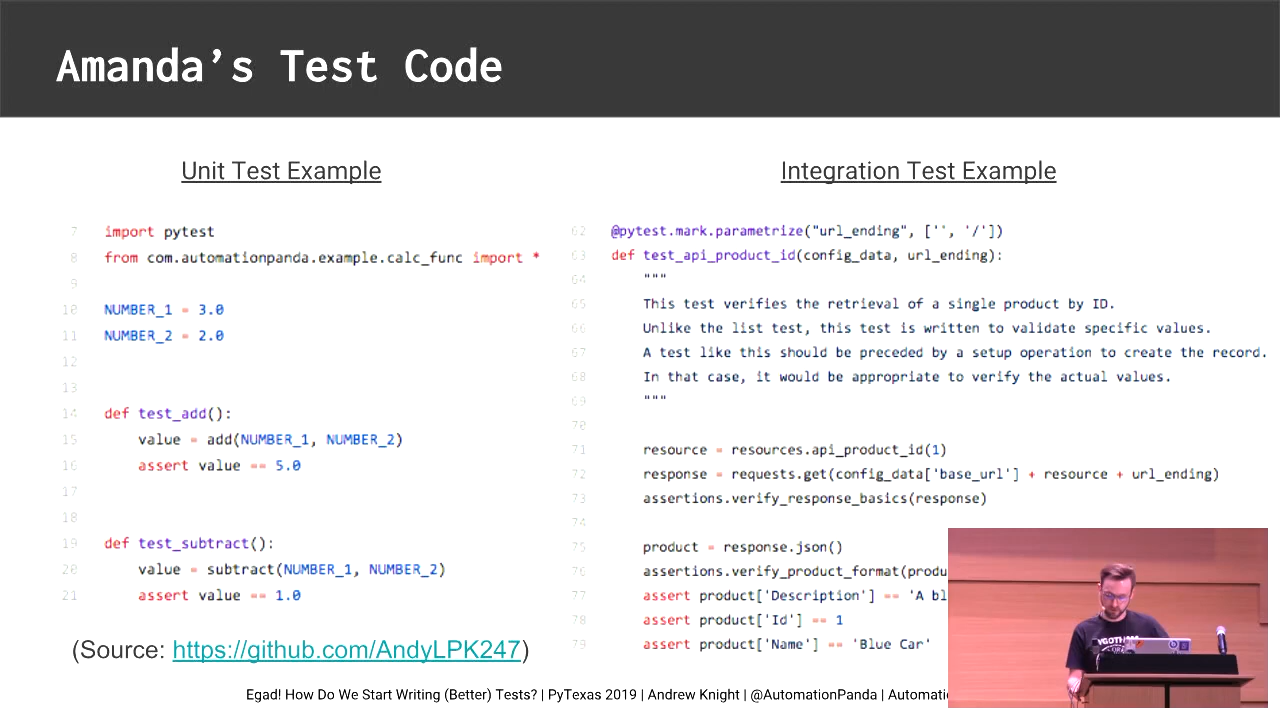 Amanda's Test Code
Unit Test Example
7 import pytest
8 from com.automationpanda.example.calc_func import *
9
10 NUMBER_1 = 3.0
11 NUMBER_2 = 2.0
12
13
14 def test_add():
15 value = add(NUMBER_1, NUMBER_2)
16 assert value == 5.0
17
18
19 def test_subtract():
20 value = subtract(NUMBER_1, NUMBER_2)
21 assert value == 1.0
(Source: https://github.com/AndyLPK247)
Integration Test Example
62 @pytest.mark.parametrize("url_ending", ['', '/'])
63 def test_api_product_id(config_data, url_ending):
64 """
65 This test verifies the retrieval of a single product by ID.
66 Unlike the list test, this test is written to validate specific values.
67 A test like this should be preceded by a setup operation to create the record.
68 In that case, it would be appropriate to verify the actual values.
69 """
70
71 resource = resources.api_product_id(1)
72 response = requests.get(config_data['base_url'] + resource + url_ending)
73 assertions.verify_response_basics(response)
74
75 product = response.json()
76 assertions.verify_product_format(produ
77 assert product['Description'] == 'A bl
78 assert product['Id'] == 1
79 assert product['Name'] == 'Blue Car'
Egad! How Do We Start Writing (Better) Tests? | PyTexas 2019 | Andrew Knight | @AutomationPanda | Automatio